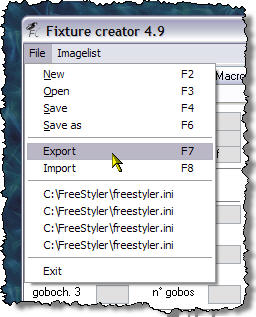 Fixture creator 4.9
File Imagelist
New F2
Macro
Open F3
Save F4
Save as F6
Export F7
Import F8
C:\FreeStyler\freestyler.ini
C:\FreeStyler\freestyler.ini
C:\FreeStyler\freestyler.ini
C:\FreeStyler\freestyler.ini
Exit
goboch. 3 n° gobos